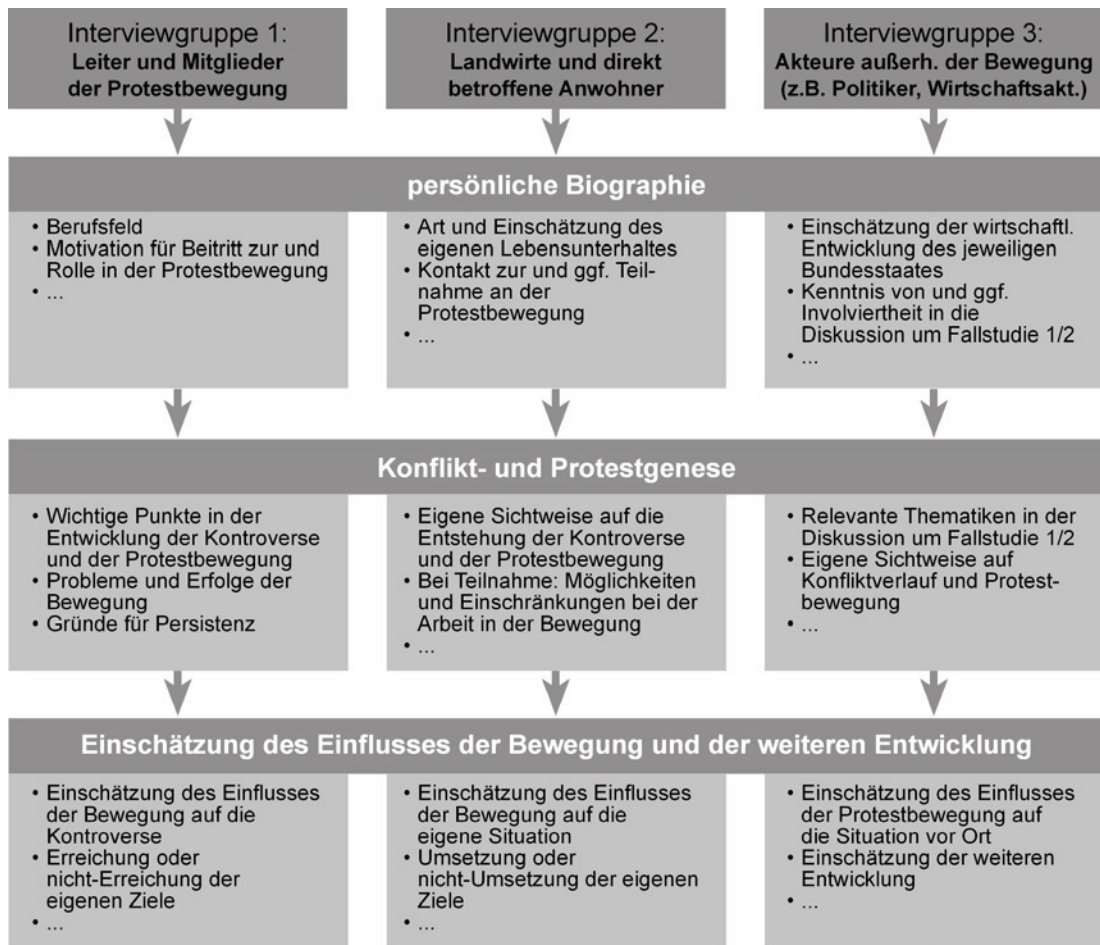 Interviewgruppe 1:
Leiter und Mitglieder
der Protestbewegung
Interviewgruppe 2:
Landwirte und direkt
betroffene Anwohner
Interviewgruppe 3:
Akteure außerh. der Bewegung
(z.B. Politiker, Wirtschaftsakt.)
persönliche Biographie
• Berufsfeld
• Motivation für Beitritt zur und
Rolle in der Protestbewegung
• ...
• Art und Einschätzung des
eigenen Lebensunterhaltes
• Kontakt zur und ggf. Teil-
nahme an der
Protestbewegung
• ...
• Einschätzung der wirtschaftl.
Entwicklung des jeweiligen
Bundesstaates
• Kenntnis von und ggf.
Involviertheit in die
Diskussion um Fallstudie 1/2
• ...
Konflikt- und Protestgenese
• Wichtige Punkte in der
Entwicklung der Kontroverse
und der Protestbewegung
• Probleme und Erfolge der
Bewegung
• Gründe für Persistenz
• Eigene Sichtweise auf die
Entstehung der Kontroverse
und der Protestbewegung
• Bei Teilnahme: Möglichkeiten
und Einschränkungen bei der
Arbeit in der Bewegung
• ...
• Relevante Thematiken in der
Diskussion um Fallstudie 1/2
• Eigene Sichtweise auf
Konfliktverlauf und Protest-
bewegung
• ...
Einschätzung des Einflusses der Bewegung und der weiteren Entwicklung
• Einschätzung des Einflusses
der Bewegung auf die
Kontroverse
• Erreichung oder
nicht-Erreichung der
eigenen Ziele
• ...
• Einschätzung des Einflusses
der Bewegung auf die
eigene Situation
• Umsetzung oder
nicht-Umsetzung der eigenen
Ziele
• ...
• Einschätzung des Einflusses
der Protestbewegung auf
die Situation vor Ort
• Einschätzung der weiteren
Entwicklung
• ...